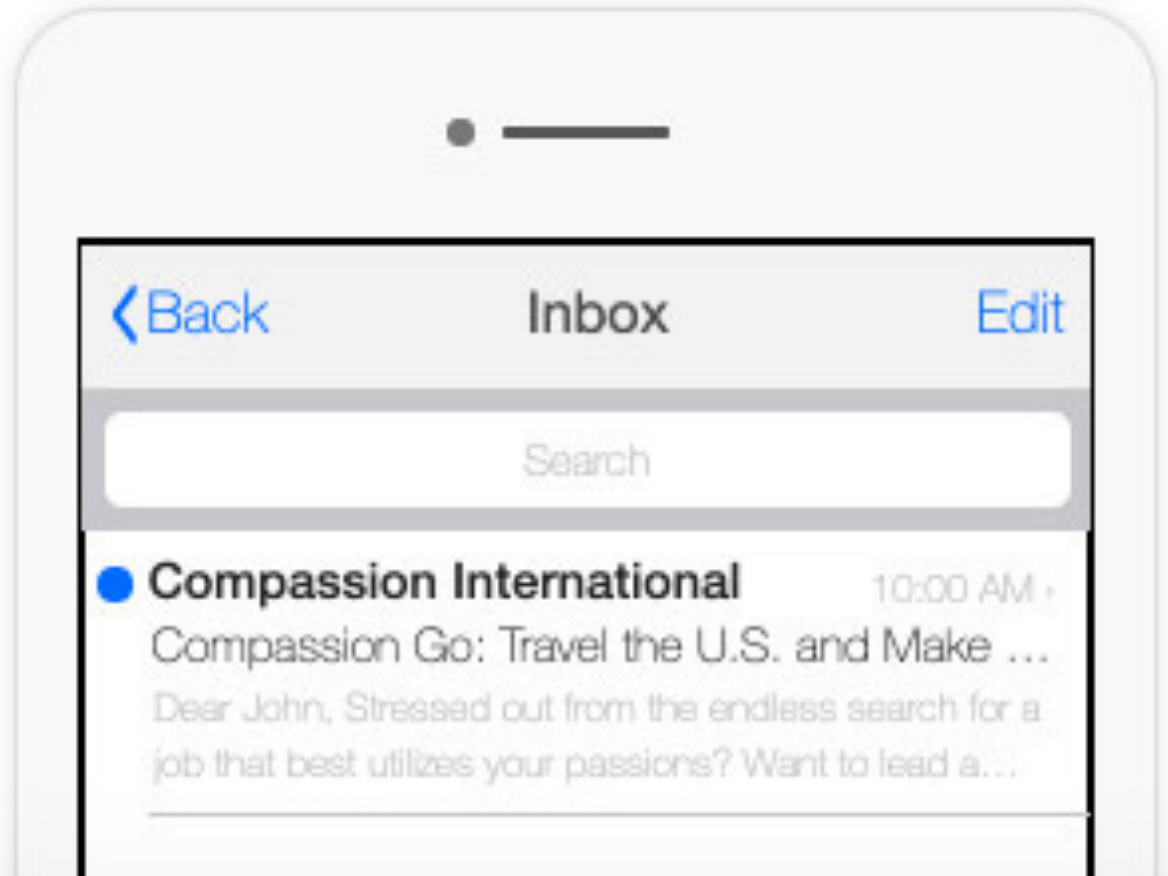 Back Inbox Edit
Search
Compassion International 10:00 AM ›
Compassion Go: Travel the U.S. and Make ...
Dear John, Stressed out from the endless search for a
job that best utilizes your passions? Want to lead a...